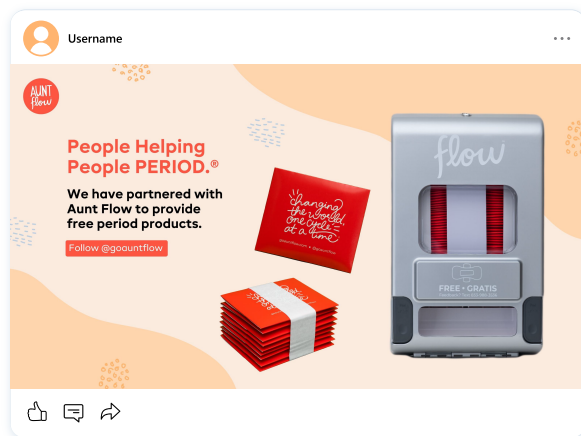 Username
AUNT
flow
People Helping
People PERIOD.®
We have partnered with
Aunt Flow to provide
free period products.
Follow @goauntflow
changing
the world
one cycle
at a time
flow
FREE • GRATIS